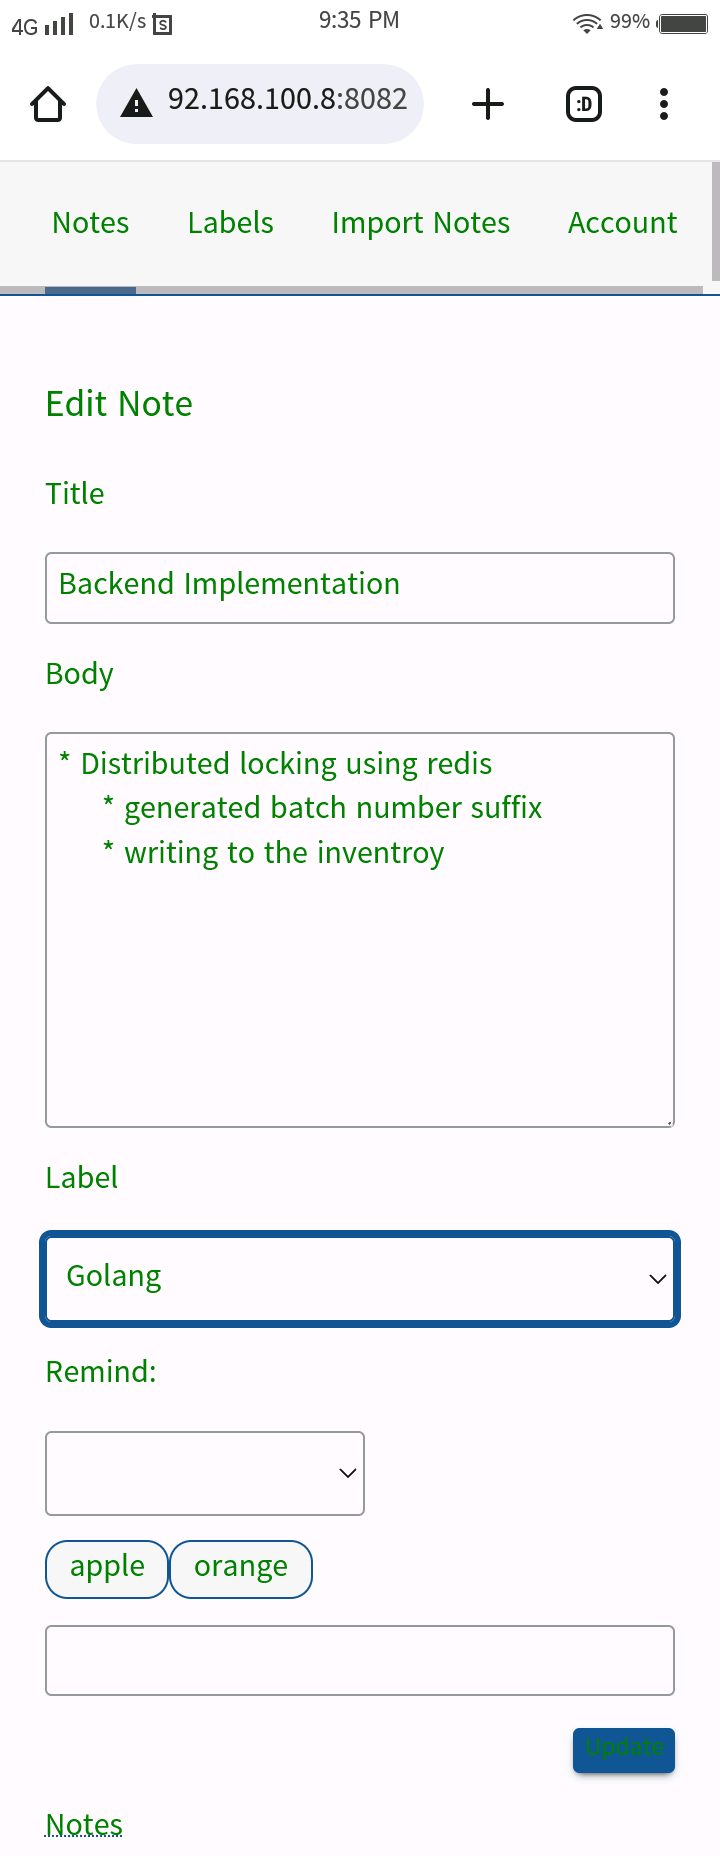 4G 0.1K/s S 9:35 PM 99%
92.168.100.8:8082 :D
Notes Labels Import Notes Account
Edit Note
Title
Backend Implementation
Body
* Distributed locking using redis
* generated batch number suffix
* writing to the inventroy
Label
Golang
Remind:
apple orange
Update
Notes